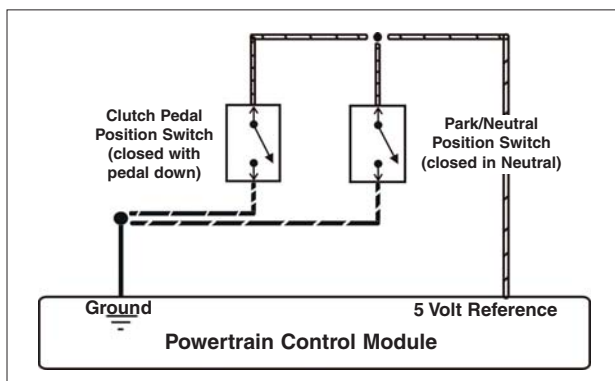 Clutch Pedal
Position Switch
(closed with
pedal down)
Park/Neutral
Position Switch
(closed in Neutral)
Ground
5 Volt Reference
Powertrain Control Module